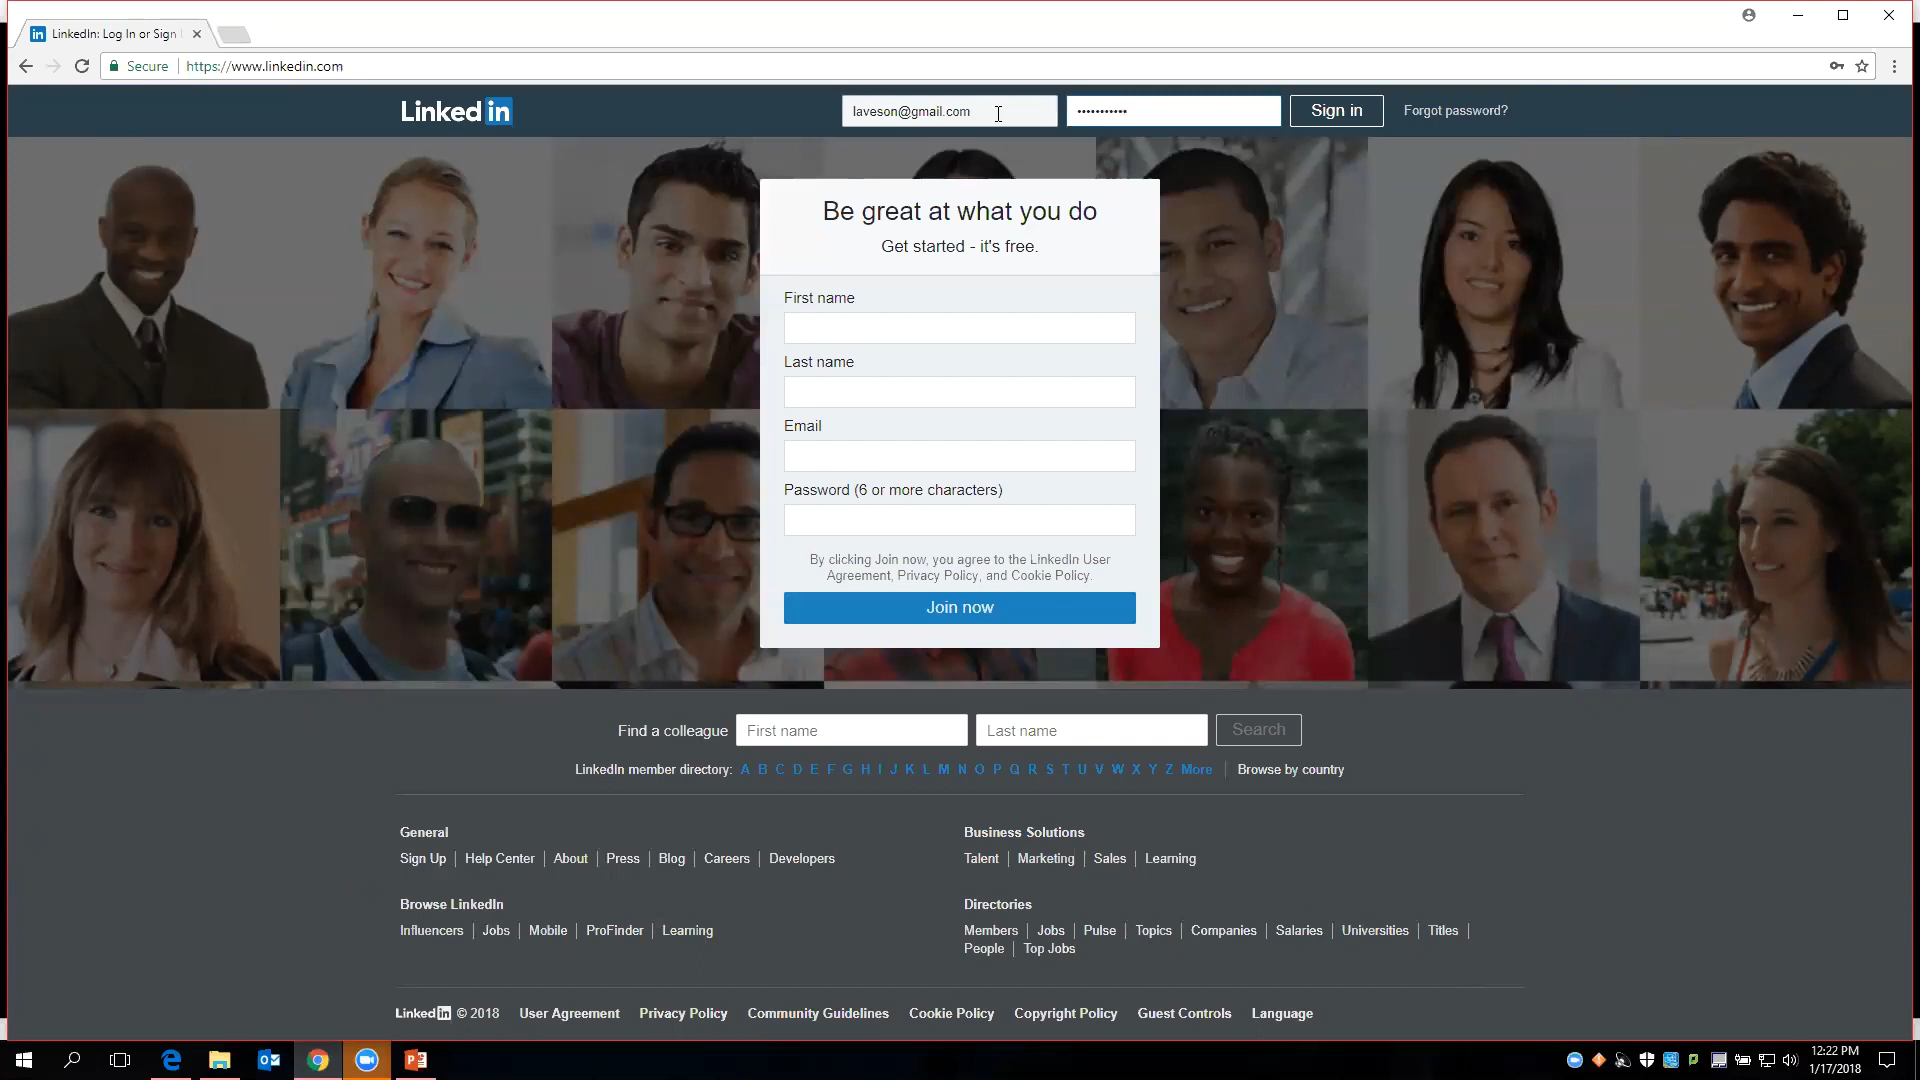 LinkedIn: Log In or Sign
Secure
https://www.linkedin.com
Linked in
laveson@gmail.com
•••••••••••
Sign in
Forgot password?
Be great at what you do
Get started - it's free.
First name
Last name
Email
Password (6 or more characters)
By clicking Join now, you agree to the LinkedIn User
Agreement, Privacy Policy, and Cookie Policy.
Join now
Find a colleague First name Last name Search
LinkedIn member directory: A B C D E F G H I J K L M N O P Q R S T U V W X Y Z More Browse by country
General
Sign Up Help Center About Press Blog Careers Developers
Business Solutions
Talent Marketing Sales Learning
Browse LinkedIn
Influencers Jobs Mobile ProFinder Learning
Directories
Members Jobs Pulse Topics Companies Salaries Universities Titles
People Top Jobs
Linked in © 2018 User Agreement Privacy Policy Community Guidelines Cookie Policy Copyright Policy Guest Controls Language
12:22 PM
1/17/2018